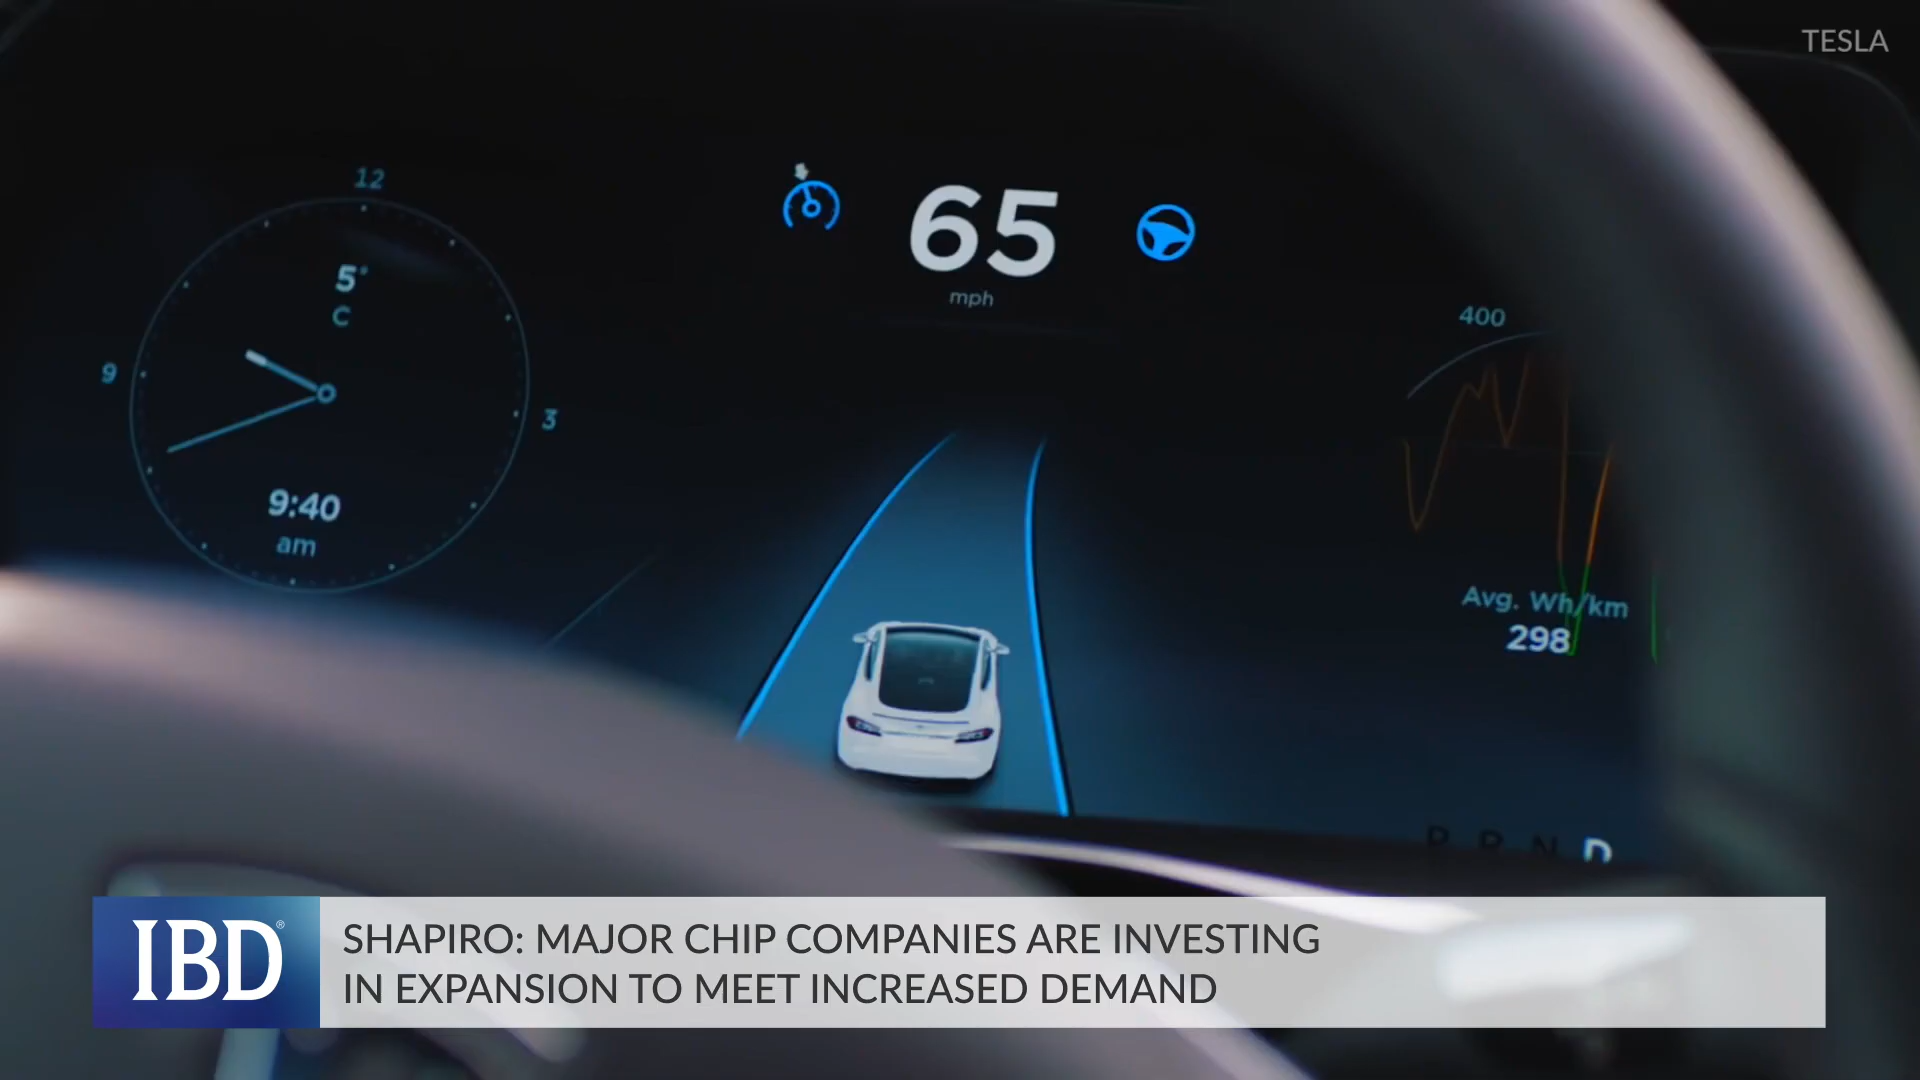 TESLA
12
5°
C
9
3
9:40
am
65
mph
400
Avg. Wh/km
298
P R N D
IBD®
SHAPIRO: MAJOR CHIP COMPANIES ARE INVESTING
IN EXPANSION TO MEET INCREASED DEMAND